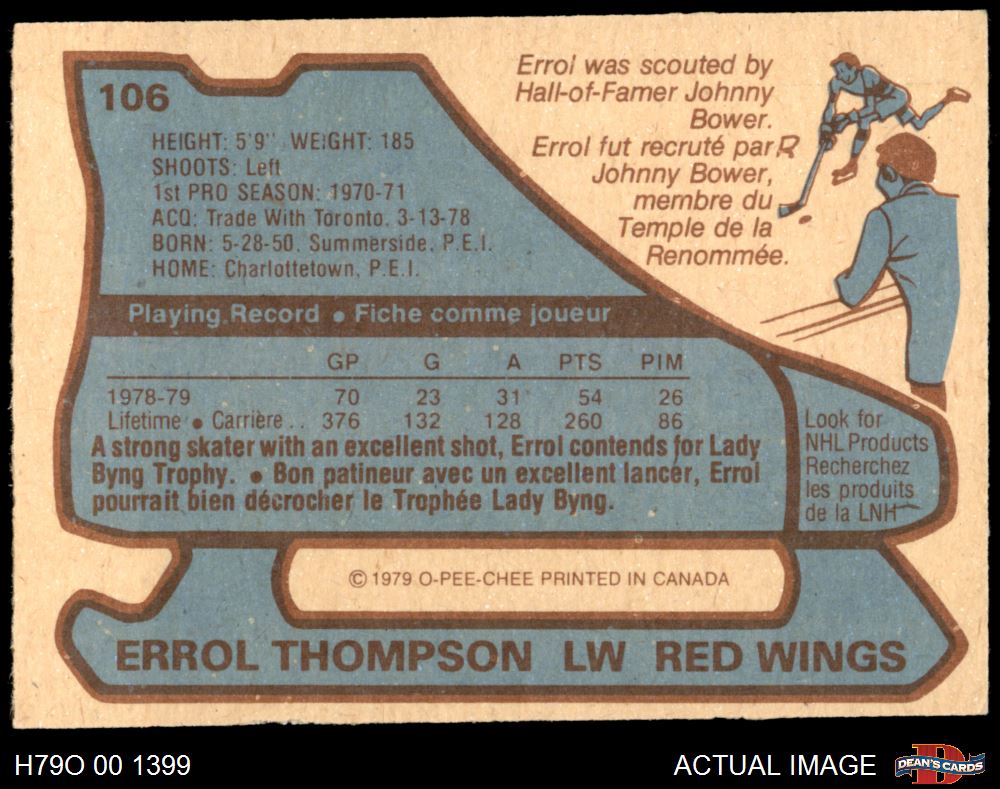 106
HEIGHT: 5'9" WEIGHT: 185
SHOOTS: Left
1st PRO SEASON: 1970-71
ACQ: Trade With Toronto, 3-13-78
BORN: 5-28-50, Summerside, P.E.I.
HOME: Charlottetown, P.E.I.
Errol was scouted by
Hall-of-Famer Johnny
Bower.
Errol fut recruté par
Johnny Bower,
membre du
Temple de la
Renommée.
Playing Record • Fiche comme joueur
GP G A PTS PIM
1978-79 70 23 31 54 26
Lifetime • Carrière .. 376 132 128 260 86
A strong skater with an excellent shot, Errol contends for Lady
Byng Trophy. • Bon patineur avec un excellent lancer, Errol
pourrait bien décrocher le Trophée Lady Byng.
Look for
NHL Products
Recherchez
les produits
de la LNH
© 1979 O-PEE-CHEE PRINTED IN CANADA
ERROL THOMPSON LW RED WINGS
H79O 00 1399
ACTUAL IMAGE
DEAN'S CARDS